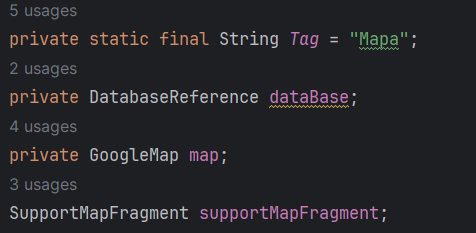 5 usages
private static final String Tag = "Mapa";
2 usages
private DatabaseReference dataBase;
4 usages
private GoogleMap map;
3 usages
SupportMapFragment supportMapFragment;